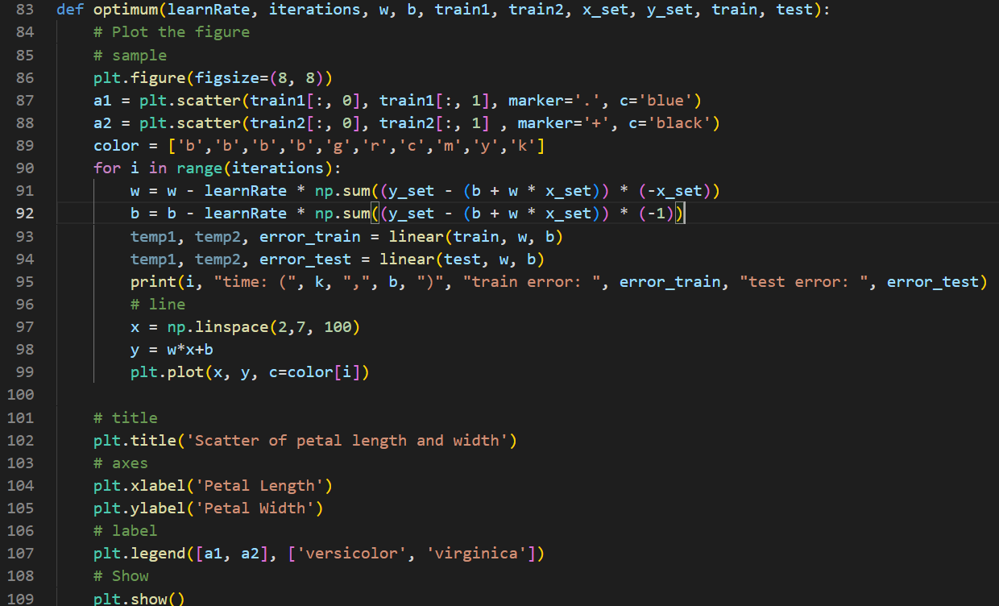 83 def optimum(learnRate, iterations, w, b, train1, train2, x_set, y_set, train, test):
84     # Plot the figure
85     # sample
86     plt.figure(figsize=(8, 8))
87     a1 = plt.scatter(train1[:, 0], train1[:, 1], marker='.', c='blue')
88     a2 = plt.scatter(train2[:, 0], train2[:, 1] , marker='+', c='black')
89     color = ['b','b','b','b','g','r','c','m','y','k']
90     for i in range(iterations):
91         w = w - learnRate * np.sum((y_set - (b + w * x_set)) * (-x_set))
92         b = b - learnRate * np.sum((y_set - (b + w * x_set)) * (-1))
93         temp1, temp2, error_train = linear(train, w, b)
94         temp1, temp2, error_test = linear(test, w, b)
95         print(i, "time: (", k, ",", b, ")", "train error: ", error_train, "test error: ", error_test)
96         # line
97         x = np.linspace(2,7, 100)
98         y = w*x+b
99         plt.plot(x, y, c=color[i])
100
101     # title
102     plt.title('Scatter of petal length and width')
103     # axes
104     plt.xlabel('Petal Length')
105     plt.ylabel('Petal Width')
106     # label
107     plt.legend([a1, a2], ['versicolor', 'virginica'])
108     # Show
109     plt.show()